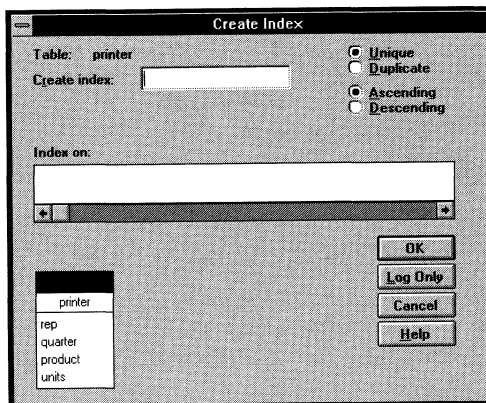 Create Index
Table: printer
Create index:
Unique
Duplicate
Ascending
Descending
Index on:
OK
Log Only
Cancel
Help
printer
rep
quarter
product
units